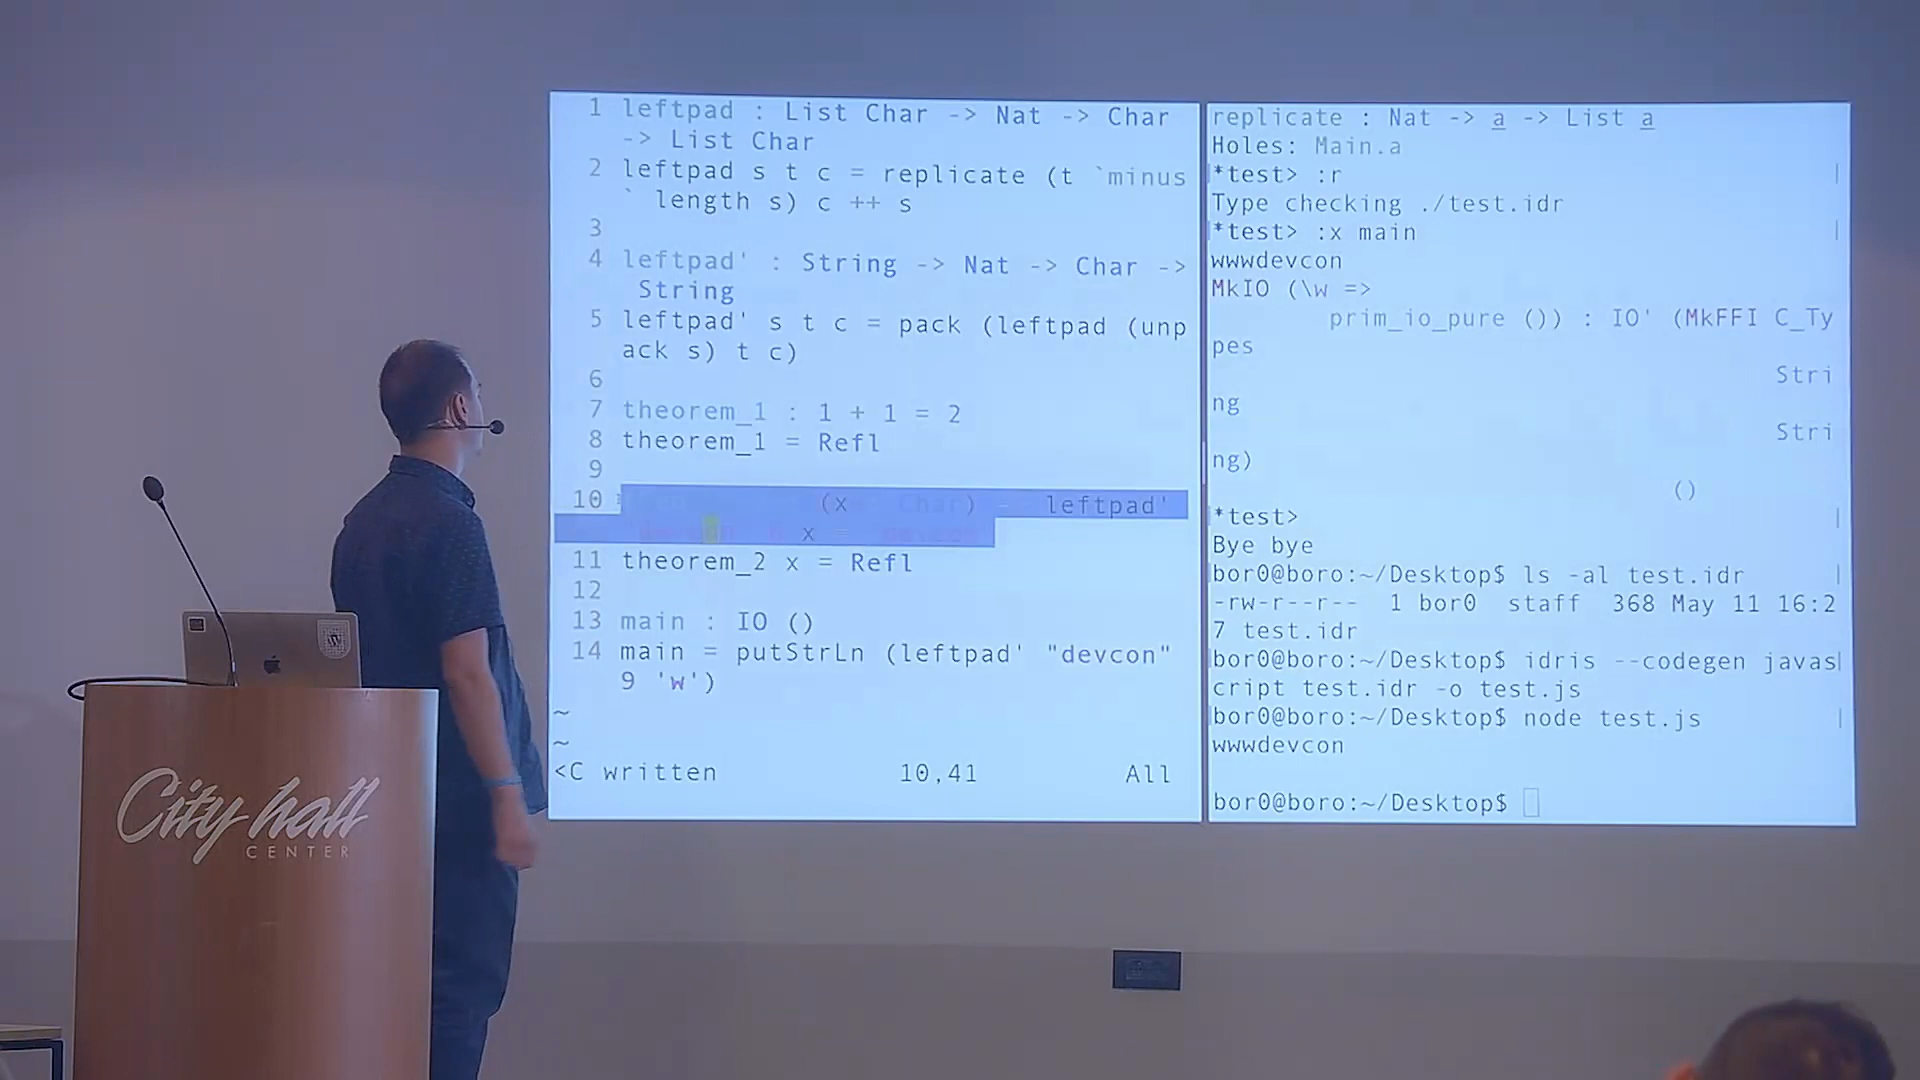 1 leftpad : List Char -> Nat -> Char
-> List Char
2 leftpad s t c = replicate (t `minus
` length s) c ++ s
3
4 leftpad' : String -> Nat -> Char ->
String
5 leftpad' s t c = pack (leftpad (unp
ack s) t c)
6
7 theorem_1 : 1 + 1 = 2
8 theorem_1 = Refl
9
10 (x Char) leftpad'
x =
11 theorem_2 x = Refl
12
13 main : IO ()
14 main = putStrLn (leftpad' "devcon"
9 'w')
~
~
<C written 10,41 All
replicate : Nat -> a -> List a
Holes: Main.a
*test> :r
Type checking ./test.idr
*test> :x main
wwwdevcon
MkIO (\w =>
prim_io_pure ()) : IO' (MkFFI C_Ty
pes
Stri
ng
Stri
ng)
()
*test>
Bye bye
bor0@boro:~/Desktop$ ls -al test.idr
-rw-r--r-- 1 bor0 staff 368 May 11 16:2
7 test.idr
bor0@boro:~/Desktop$ idris --codegen javas
cript test.idr -o test.js
bor0@boro:~/Desktop$ node test.js
wwwdevcon
bor0@boro:~/Desktop$
City hall
CENTER